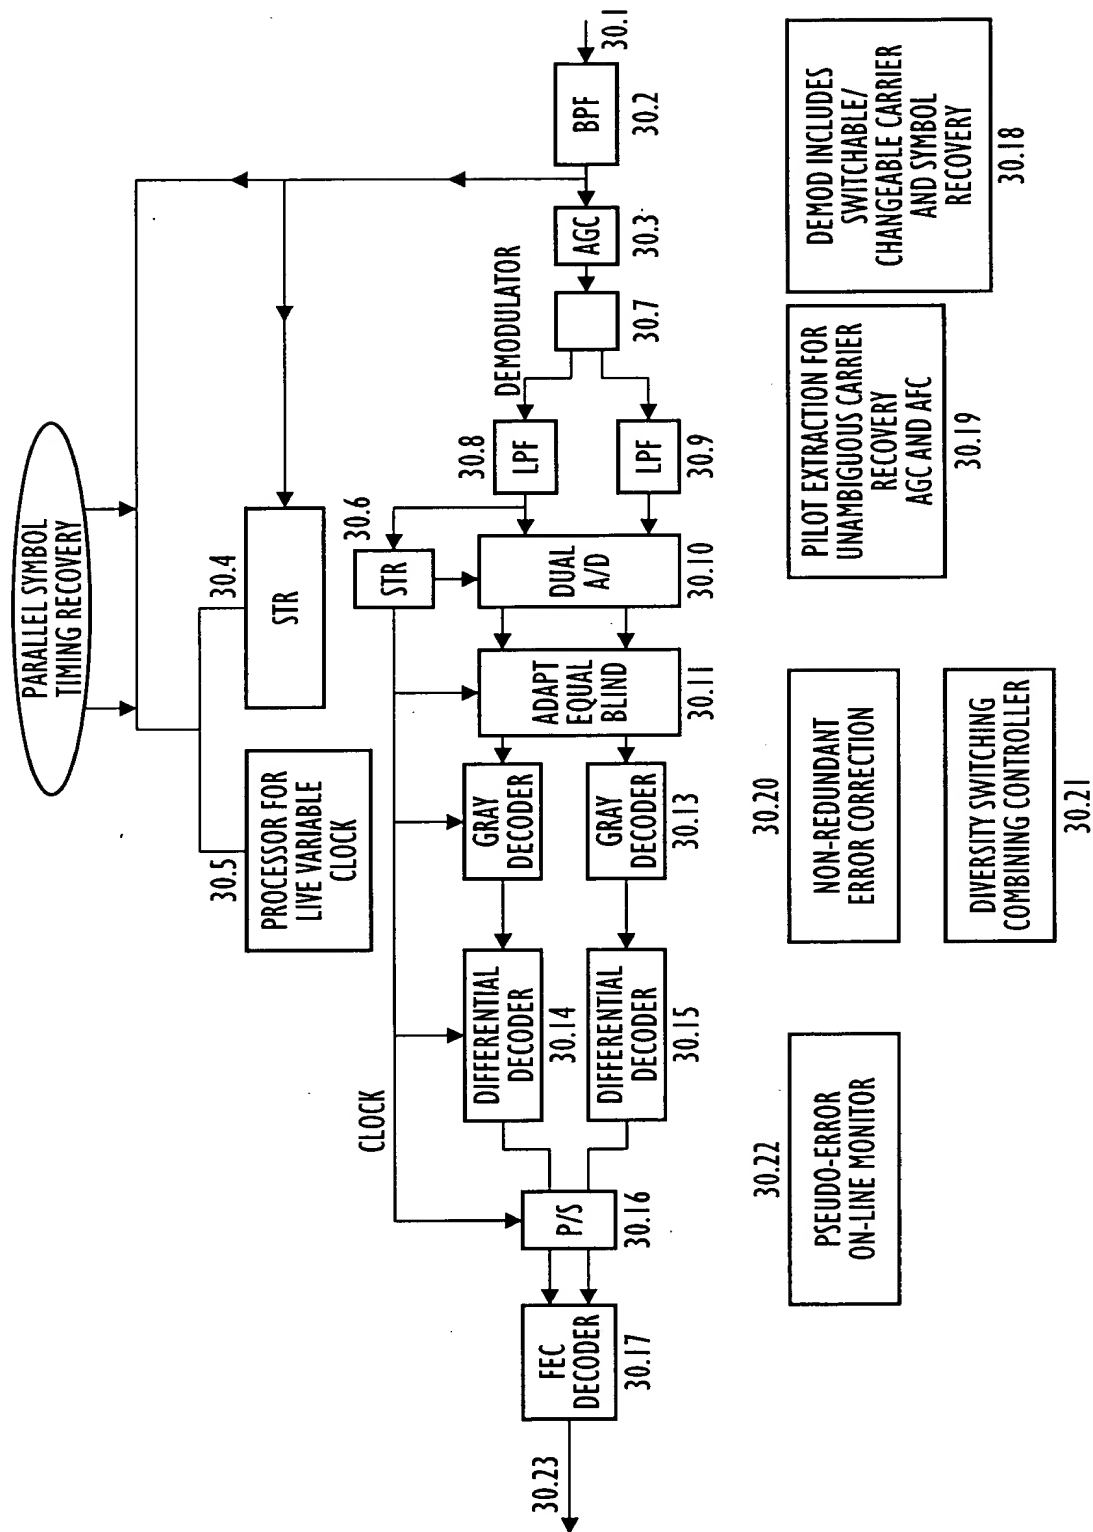 PARALLEL SYMBOL
TIMING RECOVERY
30.1
BPF
30.2
AGC
30.3
DEMODULATOR
30.7
30.8
LPF
LPF
30.9
30.4
STR
30.5
PROCESSOR FOR
LIVE VARIABLE
CLOCK
30.6
STR
DUAL
A/D
30.10
ADAPT
EQUAL
BLIND
30.11
GRAY
DECODER
GRAY
DECODER
30.13
DIFFERENTIAL
DECODER
30.14
DIFFERENTIAL
DECODER
30.15
CLOCK
P/S
30.16
FEC
DECODER
30.17
30.23
DEMOD INCLUDES
SWITCHABLE/
CHANGEABLE CARRIER
AND SYMBOL
RECOVERY
30.18
PILOT EXTRACTION FOR
UNAMBIGUOUS CARRIER
RECOVERY
AGC AND AFC
30.19
30.20
NON-REDUNDANT
ERROR CORRECTION
DIVERSITY SWITCHING
COMBINING CONTROLLER
30.21
30.22
PSEUDO-ERROR
ON-LINE MONITOR